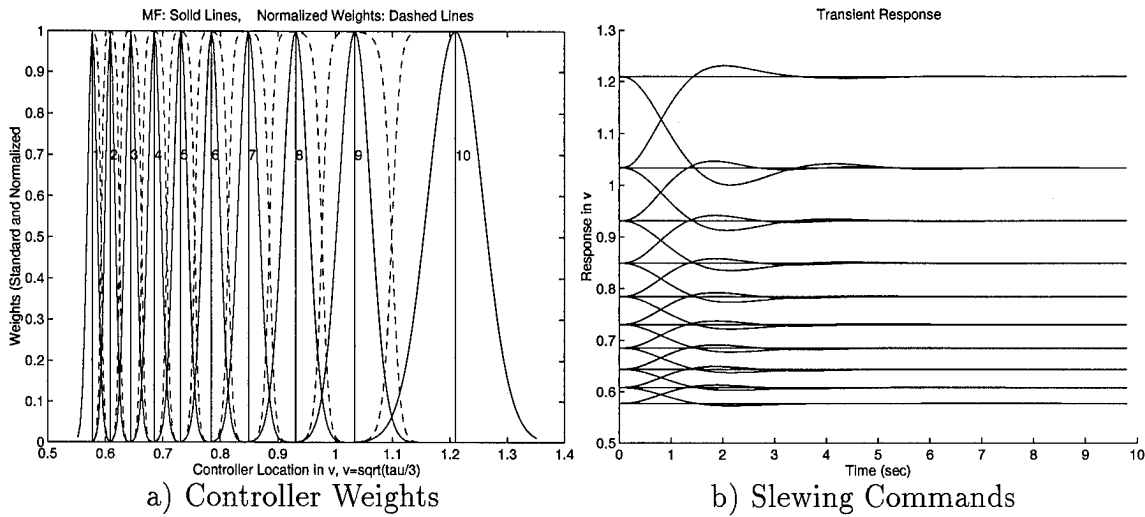 MF: Solid Lines,    Normalized Weights: Dashed Lines
Weights (Standard and Normalized
1
0.9
0.8
0.7
0.6
0.5
0.4
0.3
0.2
0.1
0
1 2 3 4 5 6 7 8 9 10
0.5 0.6 0.7 0.8 0.9 1 1.1 1.2 1.3 1.4
Controller Location in v, v=sqrt(tau/3)
a) Controller Weights
Transient Response
Response in v
1.3
1.2
1.1
1
0.9
0.8
0.7
0.6
0.5
0 1 2 3 4 5 6 7 8 9 10
Time (sec)
b) Slewing Commands